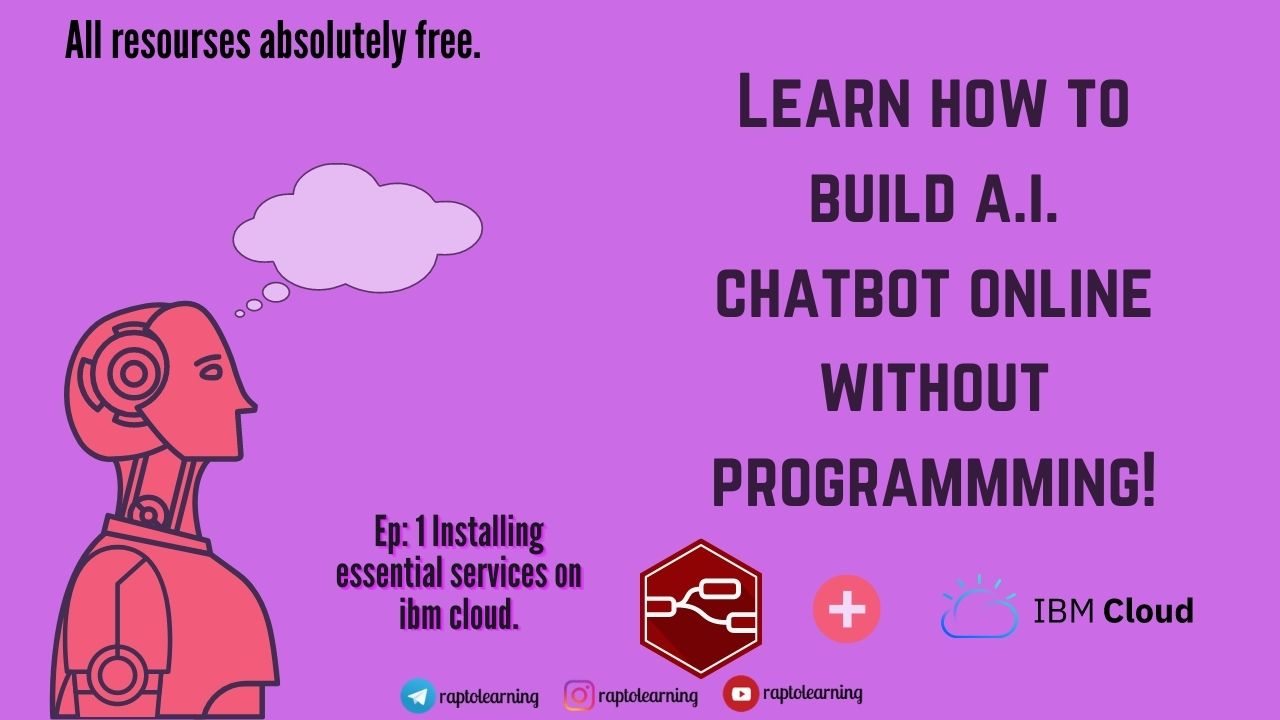 All resourses absolutely free.
Learn how to
build a.i.
chatbot online
without
programmming!
Ep: 1 Installing
essential services on
ibm cloud.
IBM Cloud
raptolearning
raptolearning
raptolearning